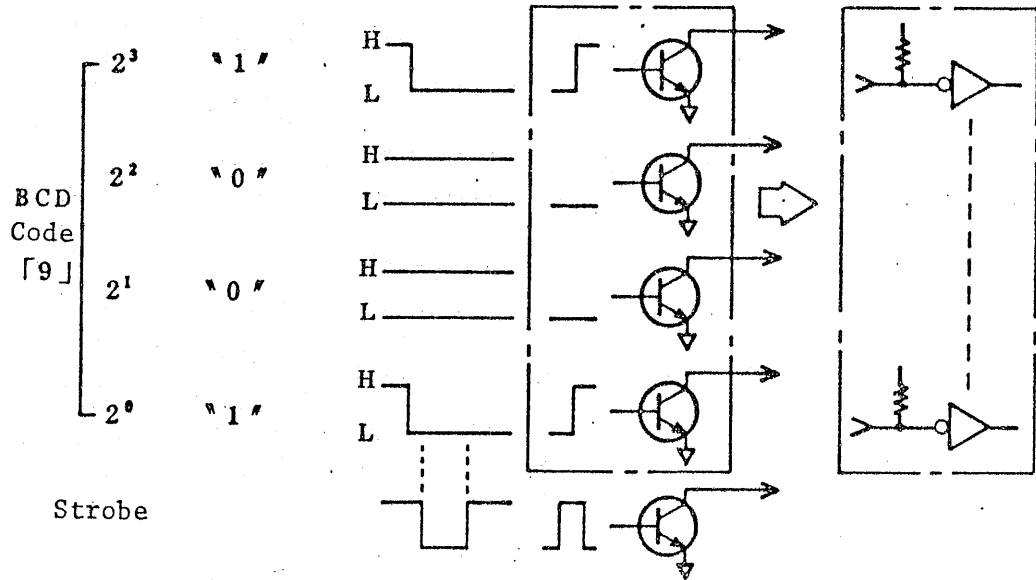 2³ "1" H
L
2² "0" H
L
BCD
Code
「9」
2¹ "0" H
L
2⁰ "1" H
L
Strobe